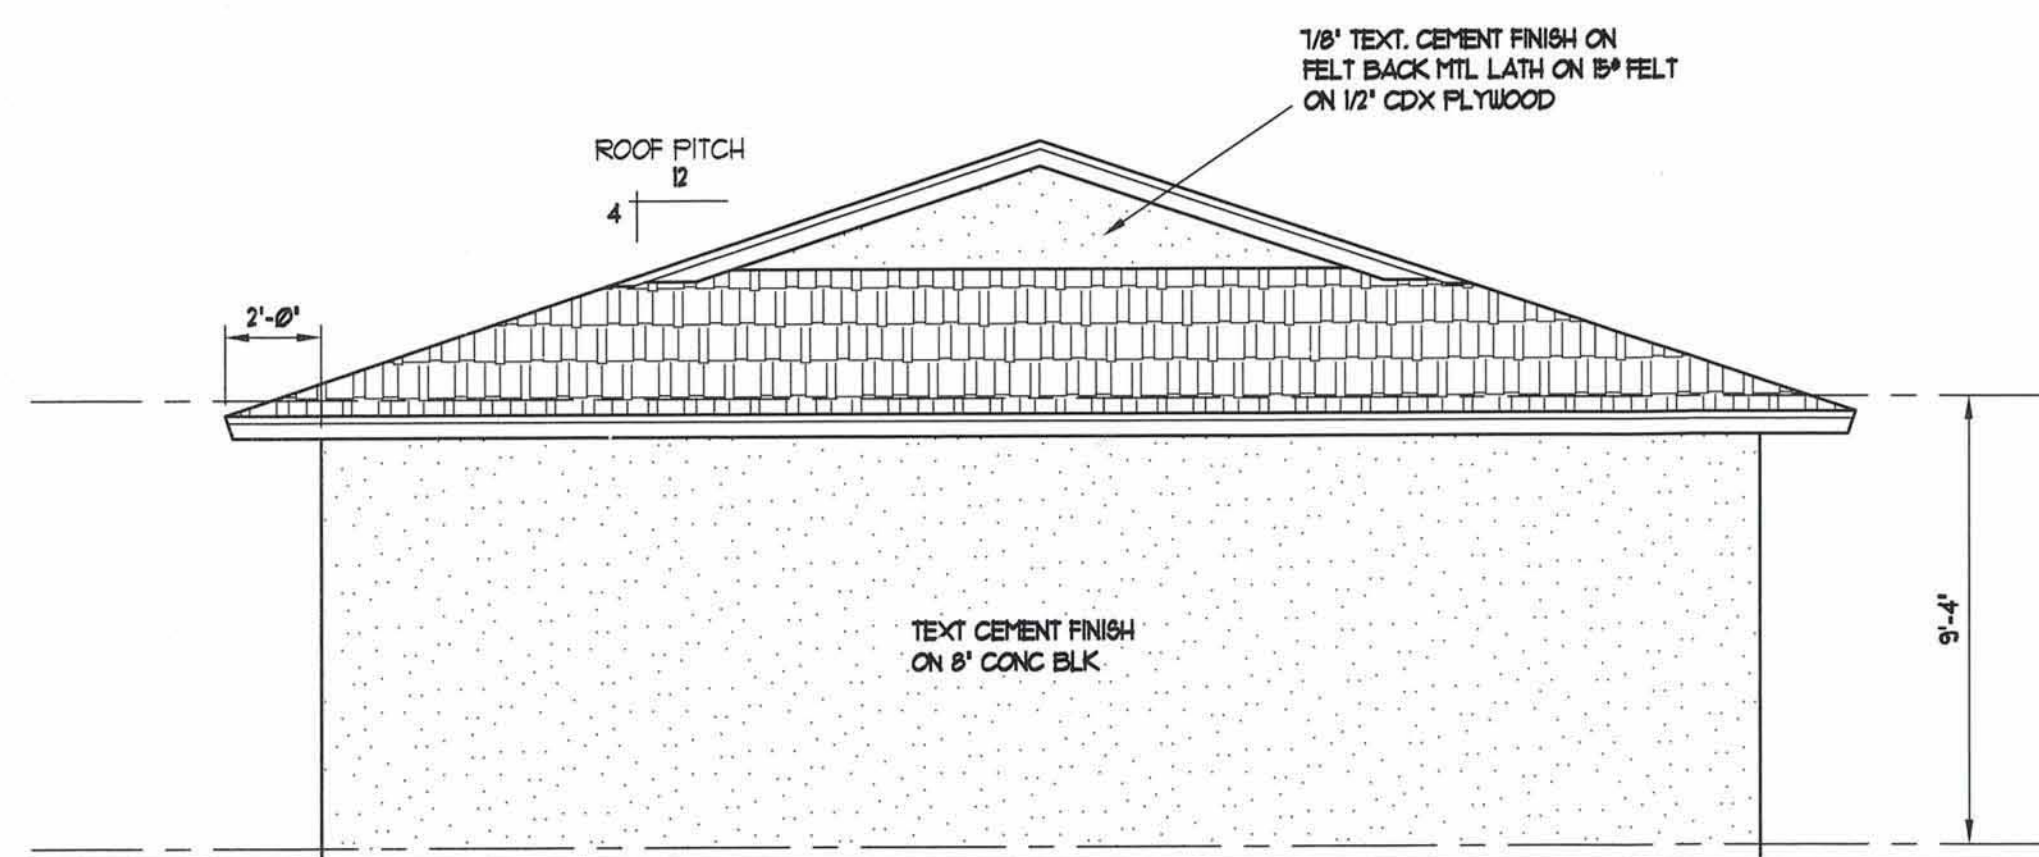 7/8" TEXT. CEMENT FINISH ON
FELT BACK MTL LATH ON 15# FELT
ON 1/2" CDX PLYWOOD
ROOF PITCH
12
4
2'-0"
TEXT CEMENT FINISH
ON 8" CONC BLK
9'-4"